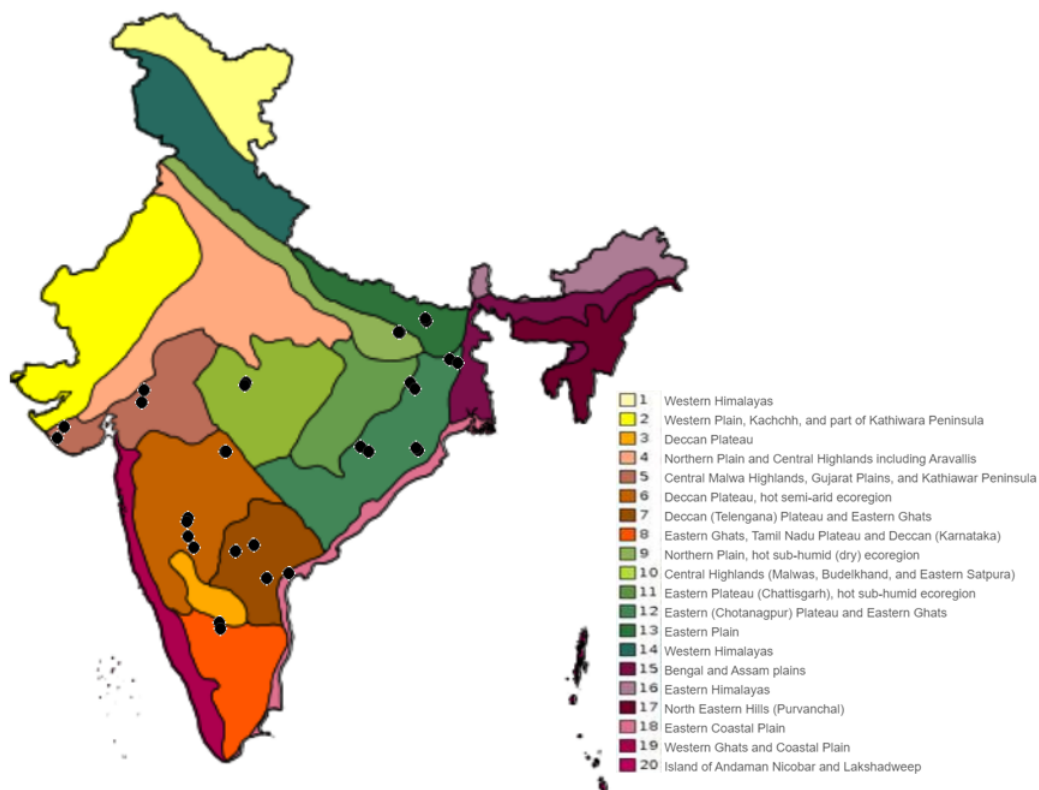 1 Western Himalayas
2 Western Plain, Kachchh, and part of Kathiwara Peninsula
3 Deccan Plateau
4 Northern Plain and Central Highlands including Aravallis
5 Central Malwa Highlands, Gujarat Plains, and Kathiawar Peninsula
6 Deccan Plateau, hot semi-arid ecoregion
7 Deccan (Telengana) Plateau and Eastern Ghats
8 Eastern Ghats, Tamil Nadu Plateau and Deccan (Karnataka)
9 Northern Plain, hot sub-humid (dry) ecoregion
10 Central Highlands (Malwas, Budelkhand, and Eastern Satpura)
11 Eastern Plateau (Chattisgarh), hot sub-humid ecoregion
12 Eastern (Chotanagpur) Plateau and Eastern Ghats
13 Eastern Plain
14 Western Himalayas
15 Bengal and Assam plains
16 Eastern Himalayas
17 North Eastern Hills (Purvanchal)
18 Eastern Coastal Plain
19 Western Ghats and Coastal Plain
20 Island of Andaman Nicobar and Lakshadweep